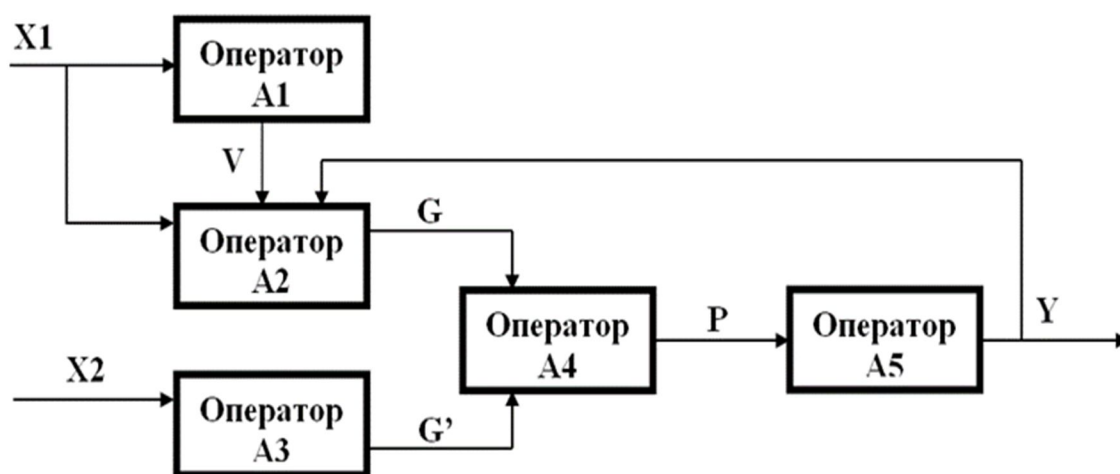 X1
Оператор
A1
V
G
Оператор
A2
Оператор
A4
P
Оператор
A5
Y
X2
Оператор
A3
G’